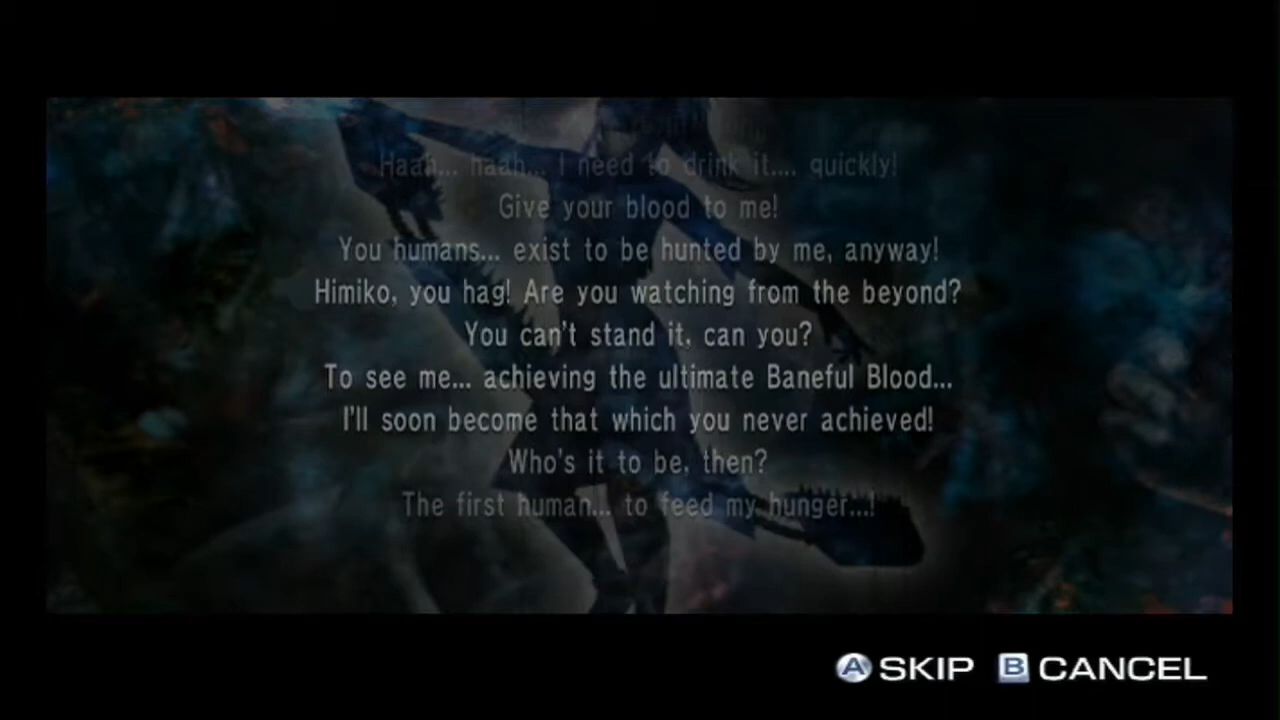 Haah... haah... I need to drink it.... quickly!
Give your blood to me!
You humans... exist to be hunted by me, anyway!
Himiko, you hag! Are you watching from the beyond?
You can't stand it, can you?
To see me... achieving the ultimate Baneful Blood...
I'll soon become that which you never achieved!
Who's it to be, then?
The first human... to feed my hunger...!
A SKIP B CANCEL